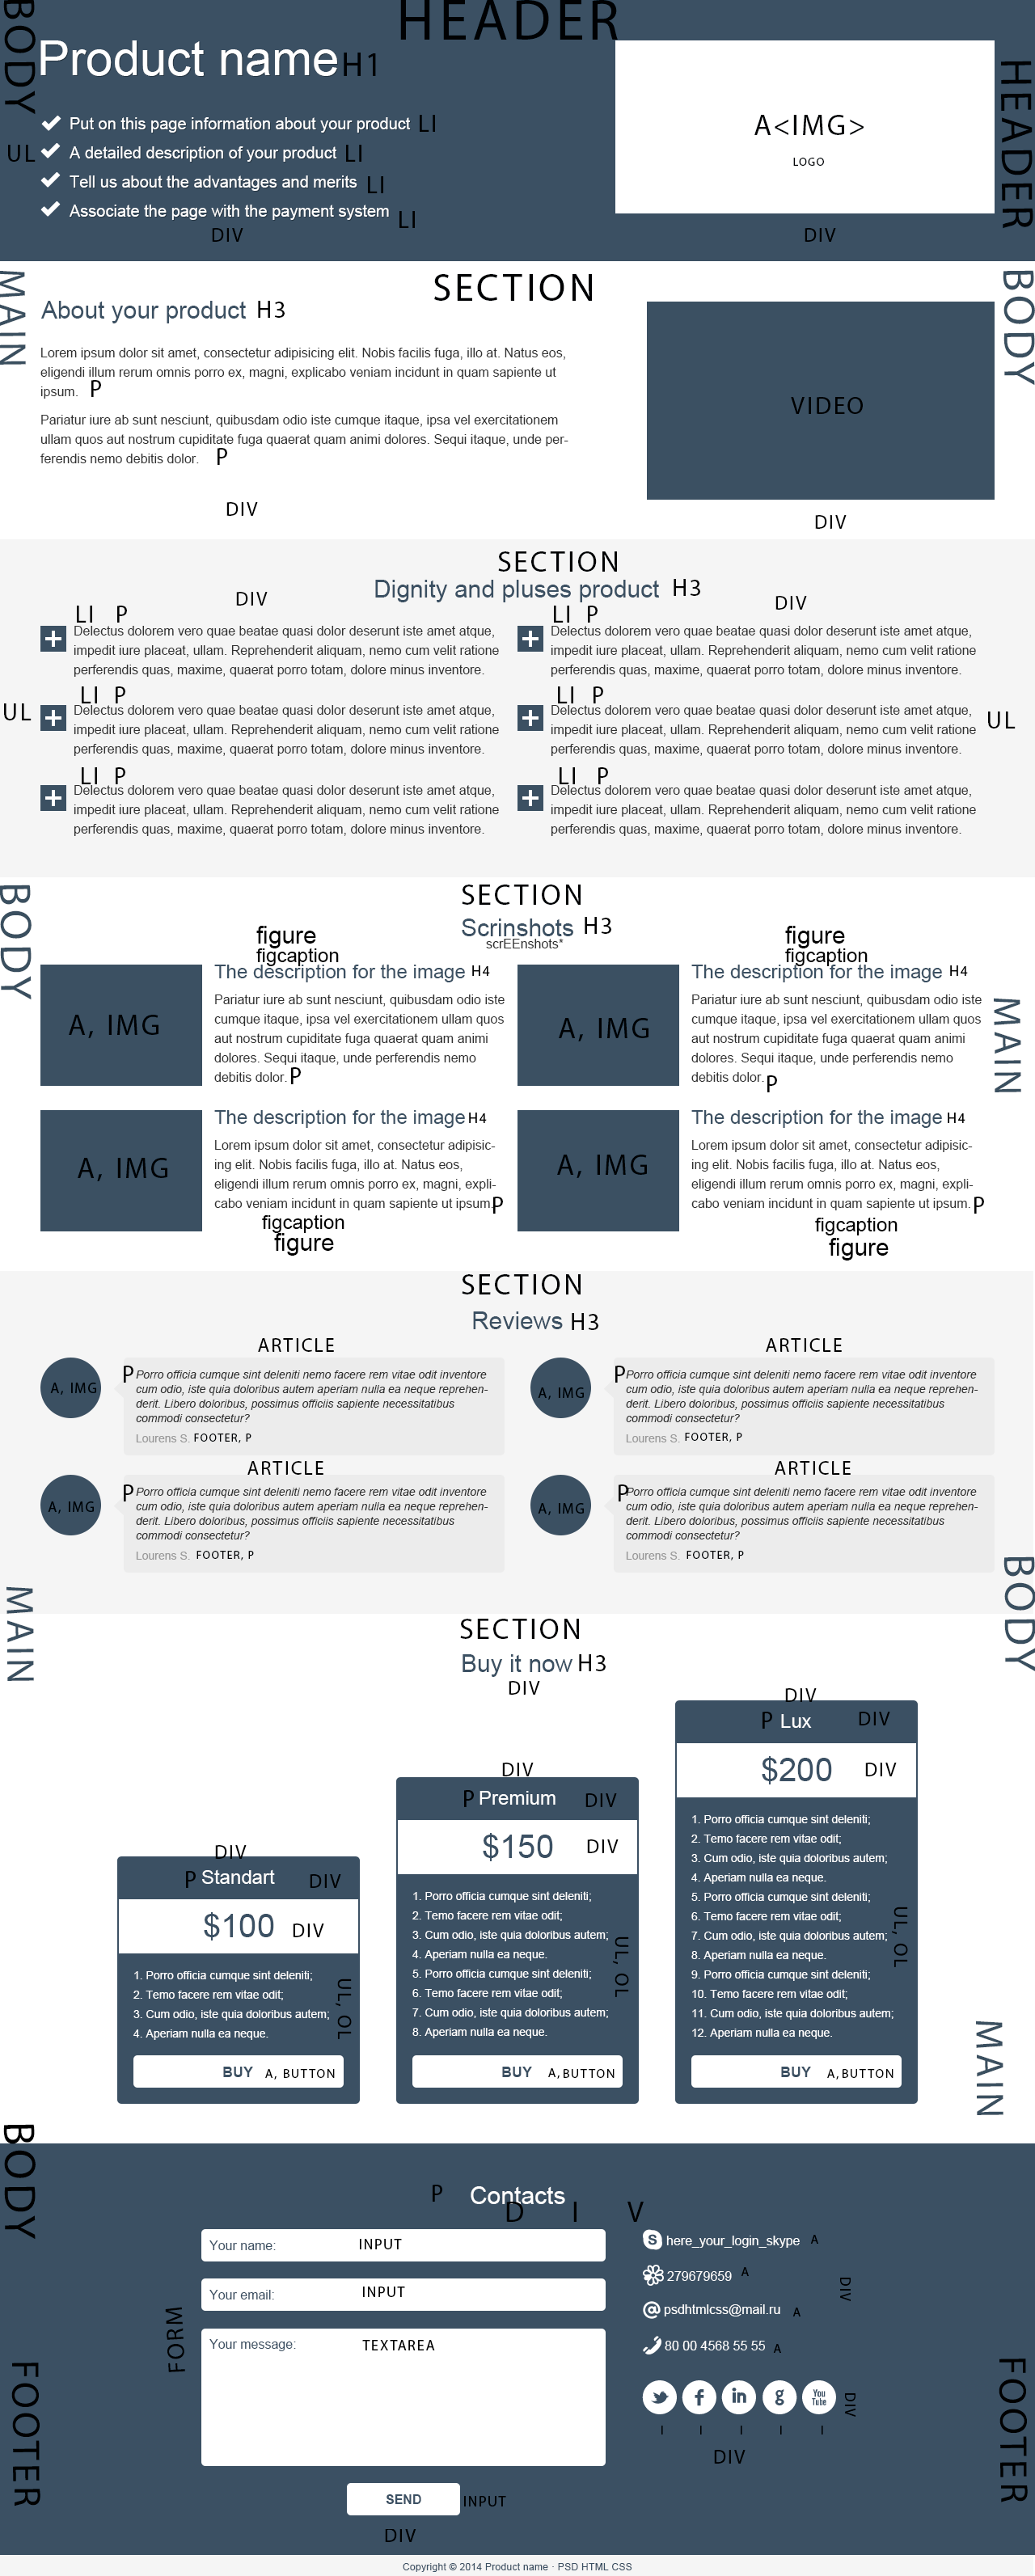 HEADER
BODY
Product name H1
HEADER
UL
Put on this page information about your product LI
A detailed description of your product LI
Tell us about the advantages and merits LI
Associate the page with the payment system LI
DIV
A<IMG>
LOGO
DIV
MAIN
SECTION
BODY
About your product H3
Lorem ipsum dolor sit amet, consectetur adipisicing elit. Nobis facilis fuga, illo at. Natus eos,
eligendi illum rerum omnis porro ex, magni, explicabo veniam incidunt in quam sapiente ut
ipsum. P
Pariatur iure ab sunt nesciunt, quibusdam odio iste cumque itaque, ipsa vel exercitationem
ullam quos aut nostrum cupiditate fuga quaerat quam animi dolores. Sequi itaque, unde per-
ferendis nemo debitis dolor. P
DIV
VIDEO
DIV
SECTION
Dignity and pluses product H3
DIV
DIV
UL
LI P
Delectus dolorem vero quae beatae quasi dolor deserunt iste amet atque,
impedit iure placeat, ullam. Reprehenderit aliquam, nemo cum velit ratione
perferendis quas, maxime, quaerat porro totam, dolore minus inventore.
LI P
Delectus dolorem vero quae beatae quasi dolor deserunt iste amet atque,
impedit iure placeat, ullam. Reprehenderit aliquam, nemo cum velit ratione
perferendis quas, maxime, quaerat porro totam, dolore minus inventore.
LI P
Delectus dolorem vero quae beatae quasi dolor deserunt iste amet atque,
impedit iure placeat, ullam. Reprehenderit aliquam, nemo cum velit ratione
perferendis quas, maxime, quaerat porro totam, dolore minus inventore.
LI P
Delectus dolorem vero quae beatae quasi dolor deserunt iste amet atque,
impedit iure placeat, ullam. Reprehenderit aliquam, nemo cum velit ratione
perferendis quas, maxime, quaerat porro totam, dolore minus inventore.
LI P
Delectus dolorem vero quae beatae quasi dolor deserunt iste amet atque,
impedit iure placeat, ullam. Reprehenderit aliquam, nemo cum velit ratione
perferendis quas, maxime, quaerat porro totam, dolore minus inventore.
LI P
Delectus dolorem vero quae beatae quasi dolor deserunt iste amet atque,
impedit iure placeat, ullam. Reprehenderit aliquam, nemo cum velit ratione
perferendis quas, maxime, quaerat porro totam, dolore minus inventore.
UL
BODY
SECTION
Scrinshots H3
scrEEnshots*
MAIN
figure
figcaption
A, IMG
The description for the image H4
Pariatur iure ab sunt nesciunt, quibusdam odio iste
cumque itaque, ipsa vel exercitationem ullam quos
aut nostrum cupiditate fuga quaerat quam animi
dolores. Sequi itaque, unde perferendis nemo
debitis dolor. P
figure
figcaption
A, IMG
The description for the image H4
Pariatur iure ab sunt nesciunt, quibusdam odio iste
cumque itaque, ipsa vel exercitationem ullam quos
aut nostrum cupiditate fuga quaerat quam animi
dolores. Sequi itaque, unde perferendis nemo
debitis dolor. P
A, IMG
The description for the image H4
Lorem ipsum dolor sit amet, consectetur adipisic-
ing elit. Nobis facilis fuga, illo at. Natus eos,
eligendi illum rerum omnis porro ex, magni, expli-
cabo veniam incidunt in quam sapiente ut ipsum. P
figcaption
figure
A, IMG
The description for the image H4
Lorem ipsum dolor sit amet, consectetur adipisic-
ing elit. Nobis facilis fuga, illo at. Natus eos,
eligendi illum rerum omnis porro ex, magni, expli-
cabo veniam incidunt in quam sapiente ut ipsum. P
figcaption
figure
SECTION
Reviews H3
ARTICLE
A, IMG
P Porro officia cumque sint deleniti nemo facere rem vitae odit inventore
cum odio, iste quia doloribus autem aperiam nulla ea neque reprehen-
derit. Libero doloribus, possimus officiis sapiente necessitatibus
commodi consectetur?
Lourens S. FOOTER, P
ARTICLE
A, IMG
P Porro officia cumque sint deleniti nemo facere rem vitae odit inventore
cum odio, iste quia doloribus autem aperiam nulla ea neque reprehen-
derit. Libero doloribus, possimus officiis sapiente necessitatibus
commodi consectetur?
Lourens S. FOOTER, P
ARTICLE
A, IMG
P Porro officia cumque sint deleniti nemo facere rem vitae odit inventore
cum odio, iste quia doloribus autem aperiam nulla ea neque reprehen-
derit. Libero doloribus, possimus officiis sapiente necessitatibus
commodi consectetur?
Lourens S. FOOTER, P
ARTICLE
A, IMG
P Porro officia cumque sint deleniti nemo facere rem vitae odit inventore
cum odio, iste quia doloribus autem aperiam nulla ea neque reprehen-
derit. Libero doloribus, possimus officiis sapiente necessitatibus
commodi consectetur?
Lourens S. FOOTER, P
BODY
MAIN
SECTION
Buy it now H3
DIV
DIV
P Standart DIV
$100 DIV
1. Porro officia cumque sint deleniti;
2. Temo facere rem vitae odit;
3. Cum odio, iste quia doloribus autem;
4. Aperiam nulla ea neque.
UL, OL
BUY A, BUTTON
DIV
P Premium DIV
$150 DIV
1. Porro officia cumque sint deleniti;
2. Temo facere rem vitae odit;
3. Cum odio, iste quia doloribus autem;
4. Aperiam nulla ea neque.
5. Porro officia cumque sint deleniti;
6. Temo facere rem vitae odit;
7. Cum odio, iste quia doloribus autem;
8. Aperiam nulla ea neque.
UL, OL
BUY A, BUTTON
DIV
P Lux DIV
$200 DIV
1. Porro officia cumque sint deleniti;
2. Temo facere rem vitae odit;
3. Cum odio, iste quia doloribus autem;
4. Aperiam nulla ea neque.
5. Porro officia cumque sint deleniti;
6. Temo facere rem vitae odit;
7. Cum odio, iste quia doloribus autem;
8. Aperiam nulla ea neque.
9. Porro officia cumque sint deleniti;
10. Temo facere rem vitae odit;
11. Cum odio, iste quia doloribus autem;
12. Aperiam nulla ea neque.
UL, OL
BUY A, BUTTON
MAIN
BODY
P Contacts
D I V
FORM
Your name: INPUT
Your email: INPUT
Your message: TEXTAREA
SEND INPUT
DIV
here_your_login_skype A
279679659 A
psdhtmlcss@mail.ru A
80 00 4568 55 55 A
DIV
f in g You Tube
DIV
I I I I I
DIV
FOOTER
FOOTER
Copyright © 2014 Product name · PSD HTML CSS